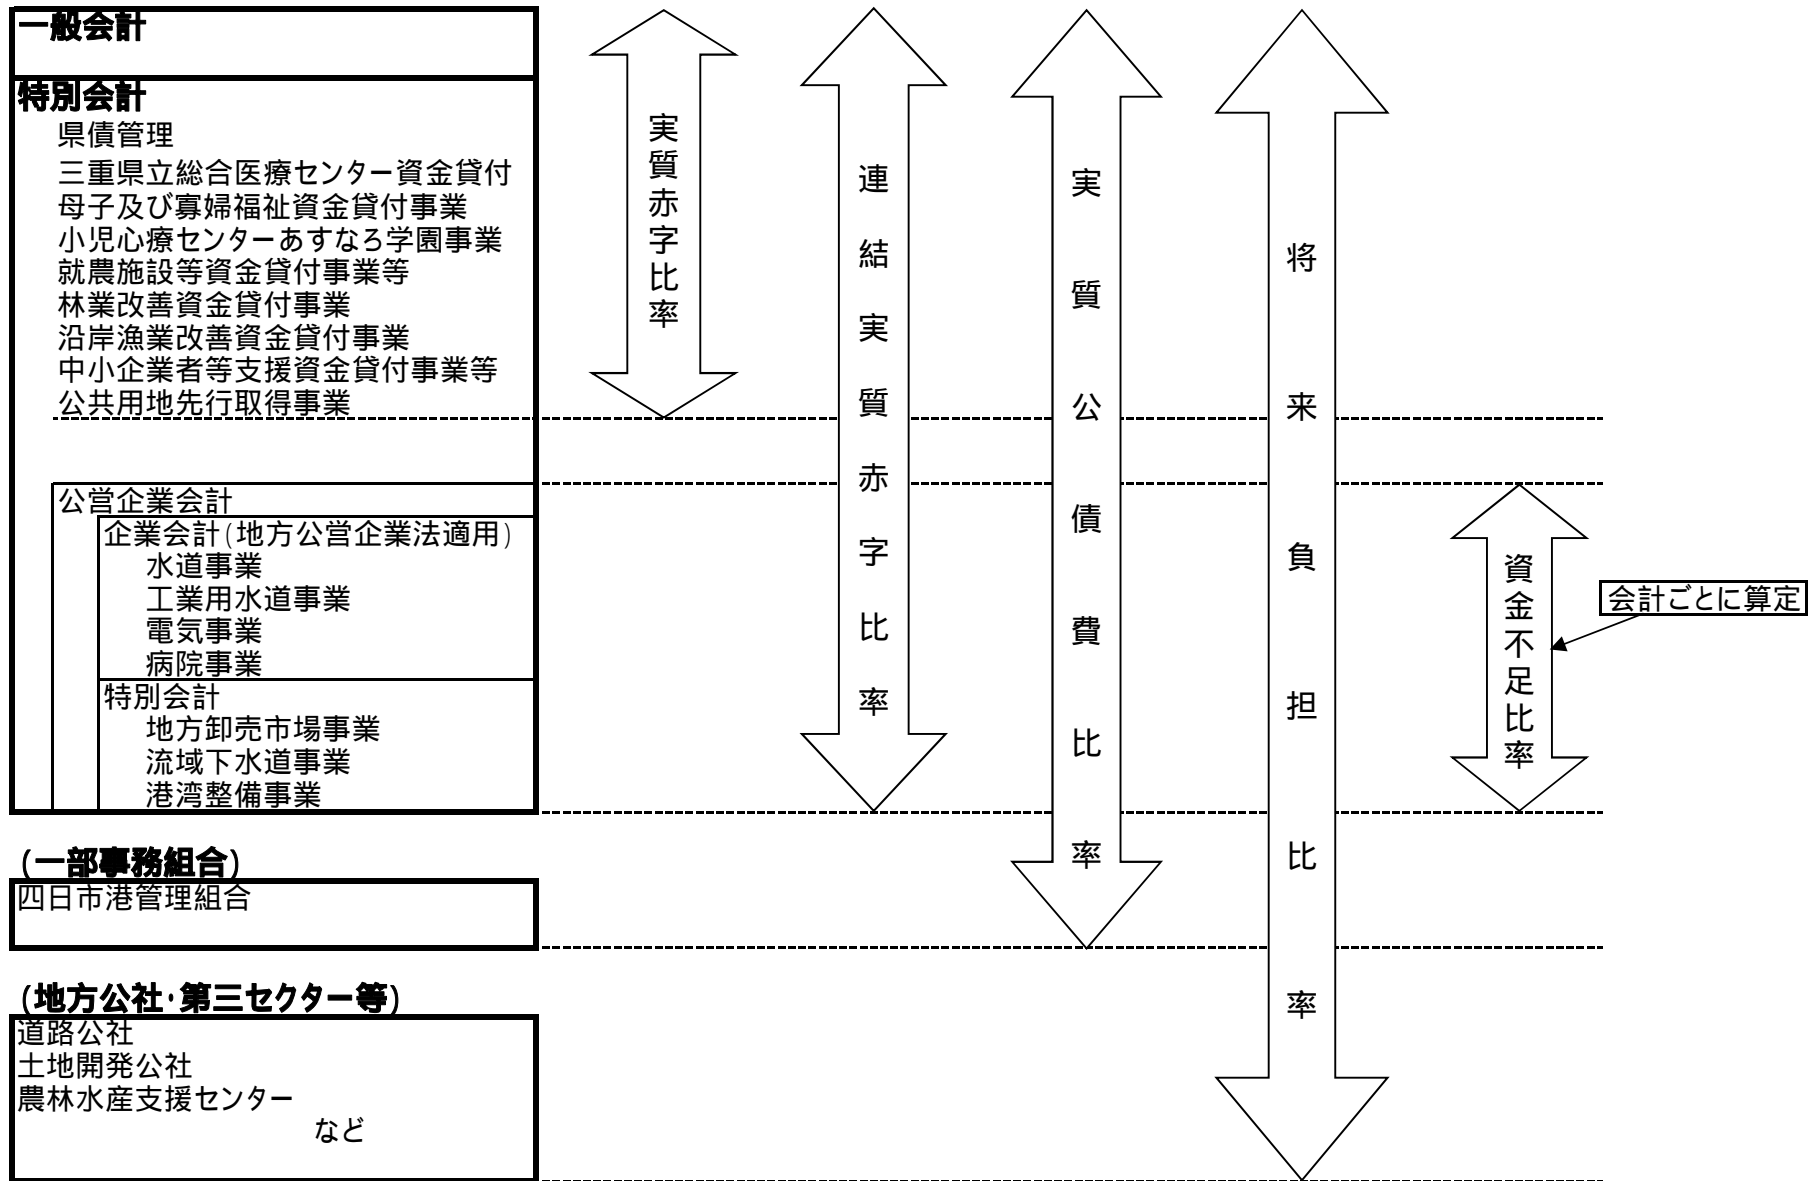 一般会計
特別会計
県債管理
三重県立総合医療センター資金貸付
母子及び寡婦福祉資金貸付事業
小児心療センターあすなろ学園事業
就農施設等資金貸付事業等
林業改善資金貸付事業
沿岸漁業改善資金貸付事業
中小企業者等支援資金貸付事業等
公共用地先行取得事業
公営企業会計
企業会計(地方公営企業法適用)
水道事業
工業用水道事業
電気事業
病院事業
特別会計
地方卸売市場事業
流域下水道事業
港湾整備事業
(一部事務組合)
四日市港管理組合
(地方公社・第三セクター等)
道路公社
土地開発公社
農林水産支援センター
など
実質赤字比率
連結実質赤字比率
実質公債費比率
将来負担比率
資金不足比率
会計ごとに算定